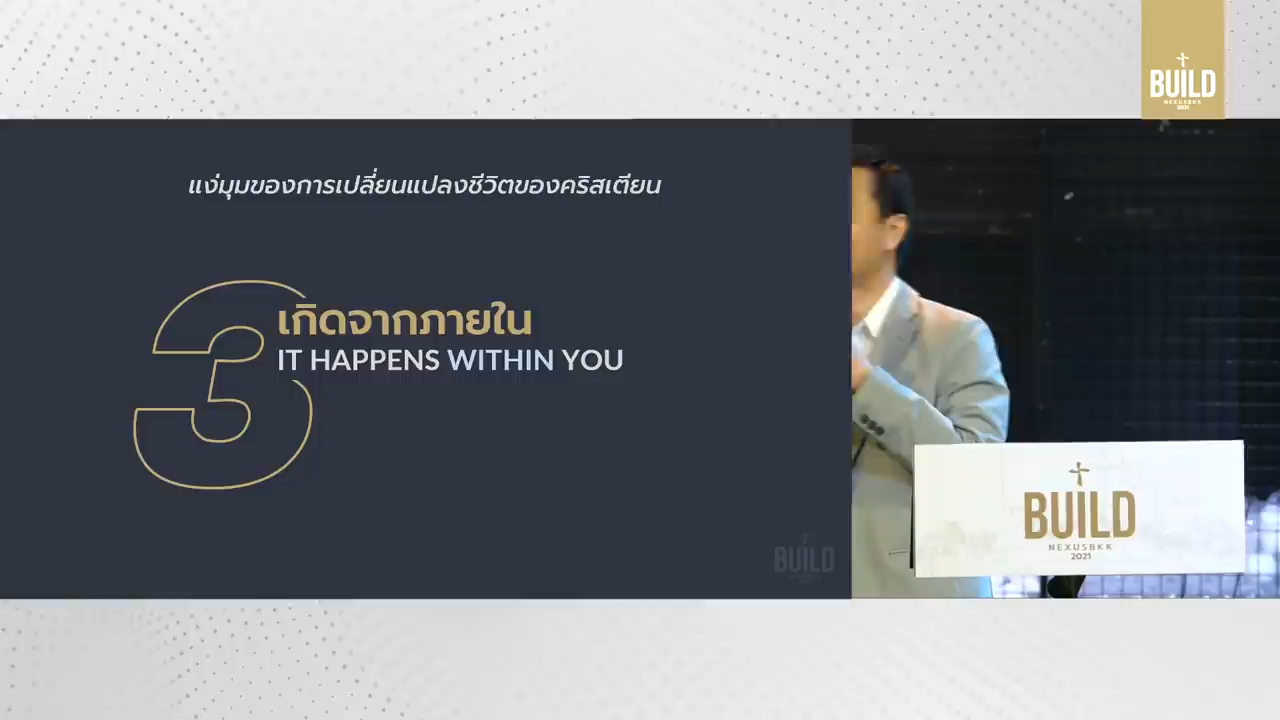 BUILD
NEXUSBKK
2021
แง่มุมของการเปลี่ยนแปลงชีวิตของคริสเตียน
3
เกิดจากภายใน
IT HAPPENS WITHIN YOU
BUILD
BUILD
NEXUSBKK
2021